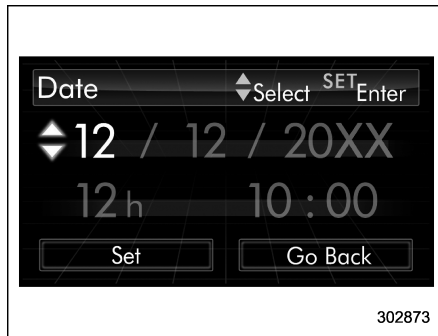 Date Select SET Enter
12 / 12 / 20XX
12h 10:00
Set Go Back
302873